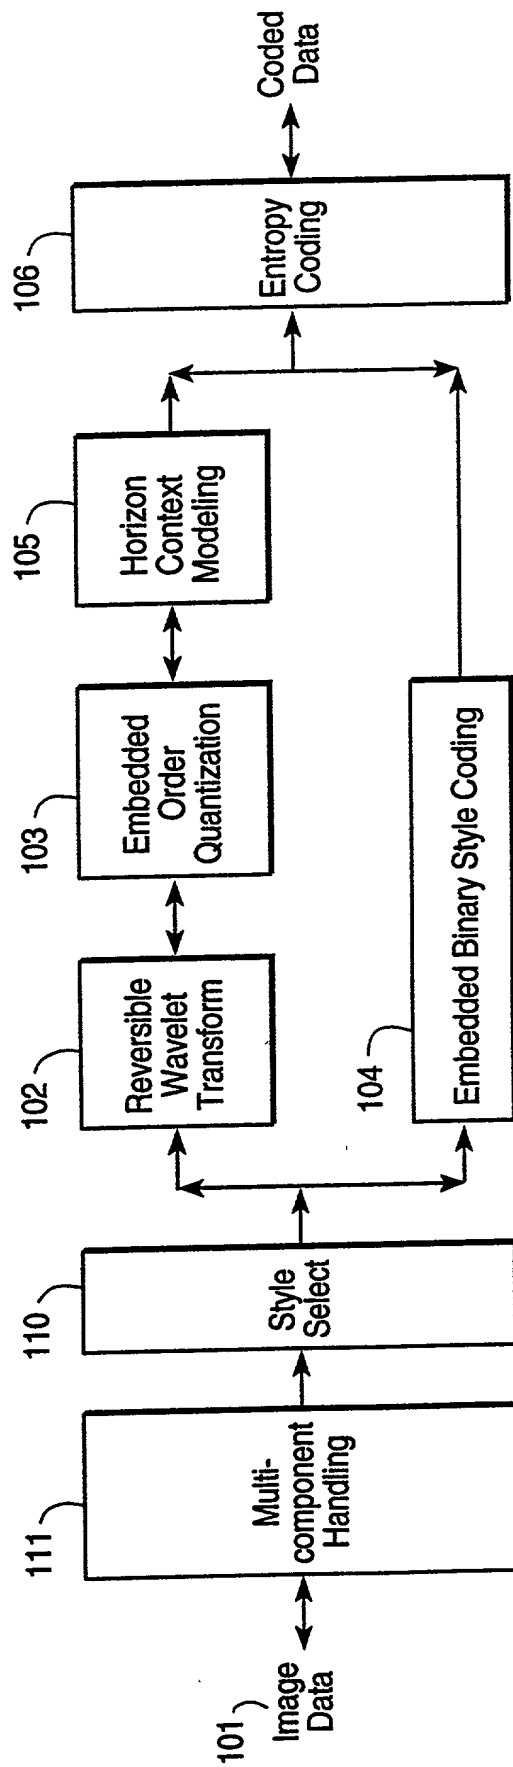 101
Image
Data
111
Multi-
component
Handling
110
Style
Select
102
Reversible
Wavelet
Transform
103
Embedded
Order
Quantization
105
Horizon
Context
Modeling
104
Embedded Binary Style Coding
106
Entropy
Coding
Coded
Data